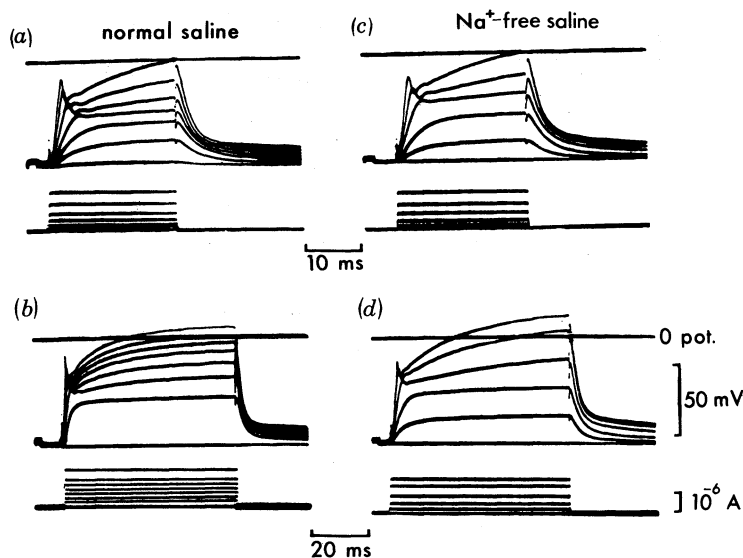 (a) normal saline
(c) Na⁺-free saline
10 ms
(b)
(d)
0 pot.
50 mV
10⁻⁶ A
20 ms